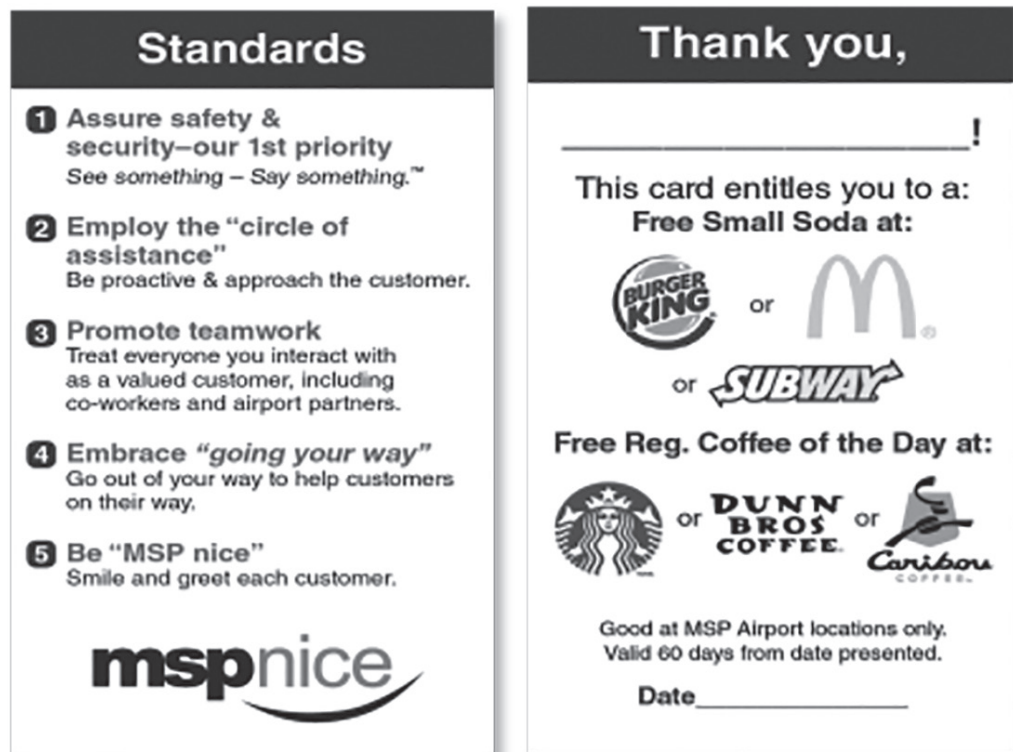 Standards
1 Assure safety &
security–our 1st priority
See something – Say something.™
2 Employ the “circle of
assistance”
Be proactive & approach the customer.
3 Promote teamwork
Treat everyone you interact with
as a valued customer, including
co-workers and airport partners.
4 Embrace “going your way”
Go out of your way to help customers
on their way.
5 Be “MSP nice”
Smile and greet each customer.
mspnice
Thank you,
____________________!
This card entitles you to a:
Free Small Soda at:
BURGER
KING
or
M®
or SUBWAY
Free Reg. Coffee of the Day at:
or DUNN
BROS
COFFEE
or Caribou
COFFEE
Good at MSP Airport locations only.
Valid 60 days from date presented.
Date______________